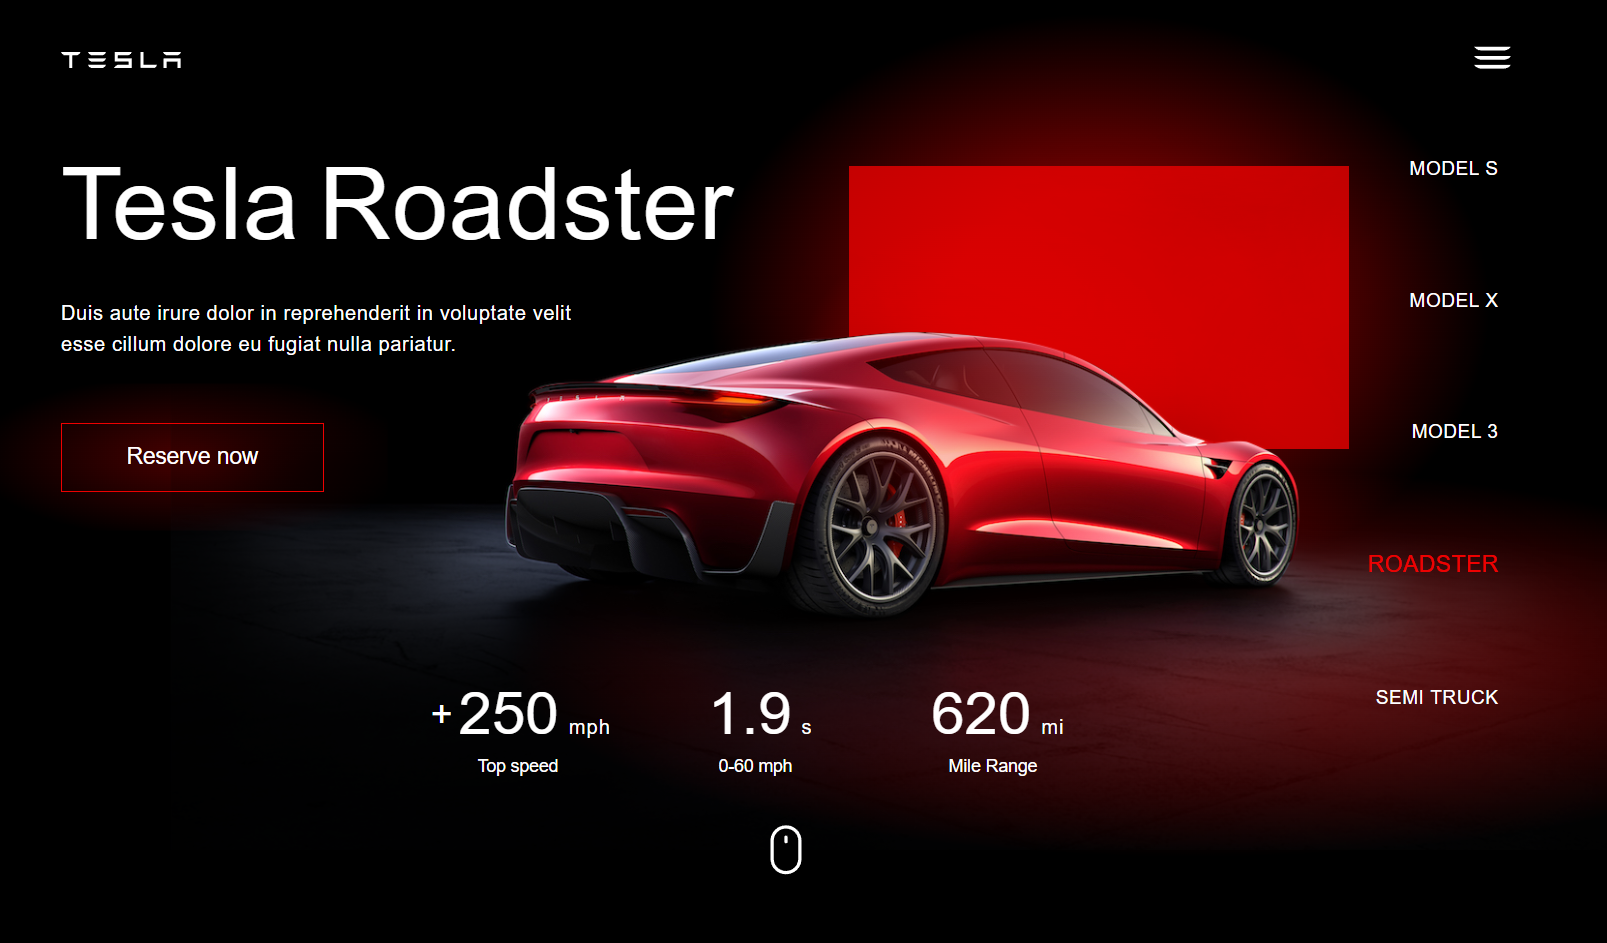 TESLA
MODEL S
Tesla Roadster
MODEL X
Duis aute irure dolor in reprehenderit in voluptate velit
esse cillum dolore eu fugiat nulla pariatur.
TESLA
MODEL 3
Reserve now
ROADSTER
SEMI TRUCK
+250 mph
Top speed
1.9 s
0-60 mph
620 mi
Mile Range